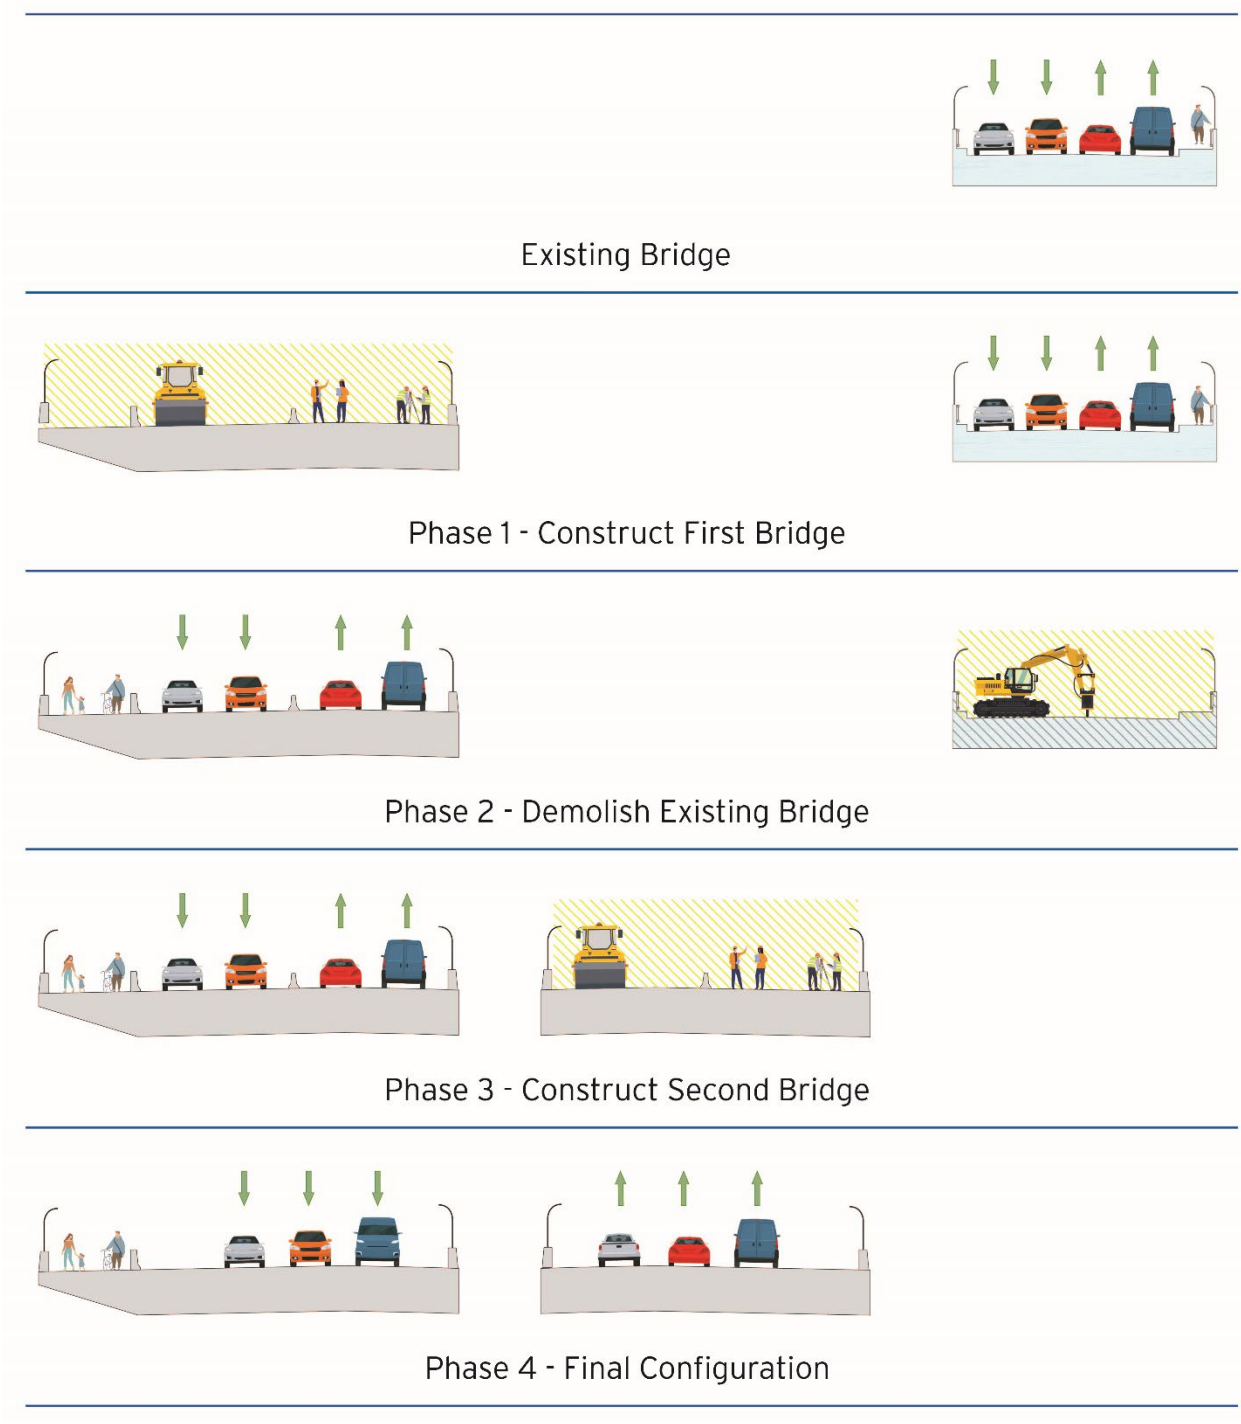 Existing Bridge
Phase 1 - Construct First Bridge
Phase 2 - Demolish Existing Bridge
Phase 3 - Construct Second Bridge
Phase 4 - Final Configuration